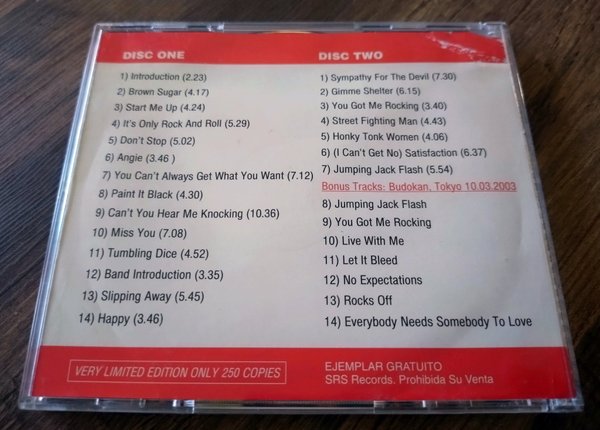 DISC ONE
1) Introduction (2.23)
2) Brown Sugar (4.17)
3) Start Me Up (4.24)
4) It's Only Rock And Roll (5.29)
5) Don't Stop (5.02)
6) Angie (3.46 )
7) You Can't Always Get What You Want (7.12)
8) Paint It Black (4.30)
9) Can't You Hear Me Knocking (10.36)
10) Miss You (7.08)
11) Tumbling Dice (4.52)
12) Band Introduction (3.35)
13) Slipping Away (5.45)
14) Happy (3.46)
DISC TWO
1) Sympathy For The Devil (7.30)
2) Gimme Shelter (6.15)
3) You Got Me Rocking (3.40)
4) Street Fighting Man (4.43)
5) Honky Tonk Women (4.06)
6) (I Can't Get No) Satisfaction (6.37)
7) Jumping Jack Flash (5.54)
Bonus Tracks: Budokan, Tokyo 10.03.2003
8) Jumping Jack Flash
9) You Got Me Rocking
10) Live With Me
11) Let It Bleed
12) No Expectations
13) Rocks Off
14) Everybody Needs Somebody To Love
VERY LIMITED EDITION ONLY 250 COPIES
EJEMPLAR GRATUITO
SRS Records. Prohibida Su Venta